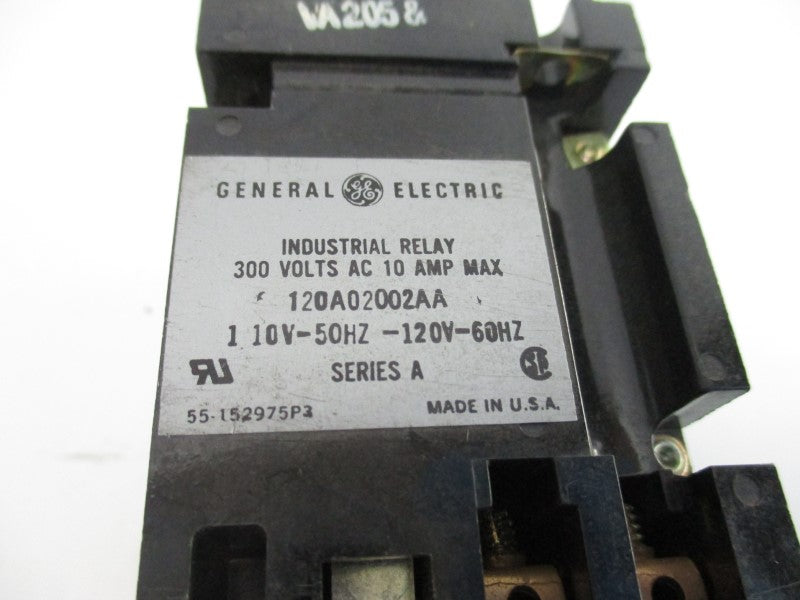 VA205&
GENERAL GE ELECTRIC
INDUSTRIAL RELAY
300 VOLTS AC 10 AMP MAX
120A02002AA
110V-50HZ -120V-60HZ
SERIES A
55-152975P3
MADE IN U.S.A.